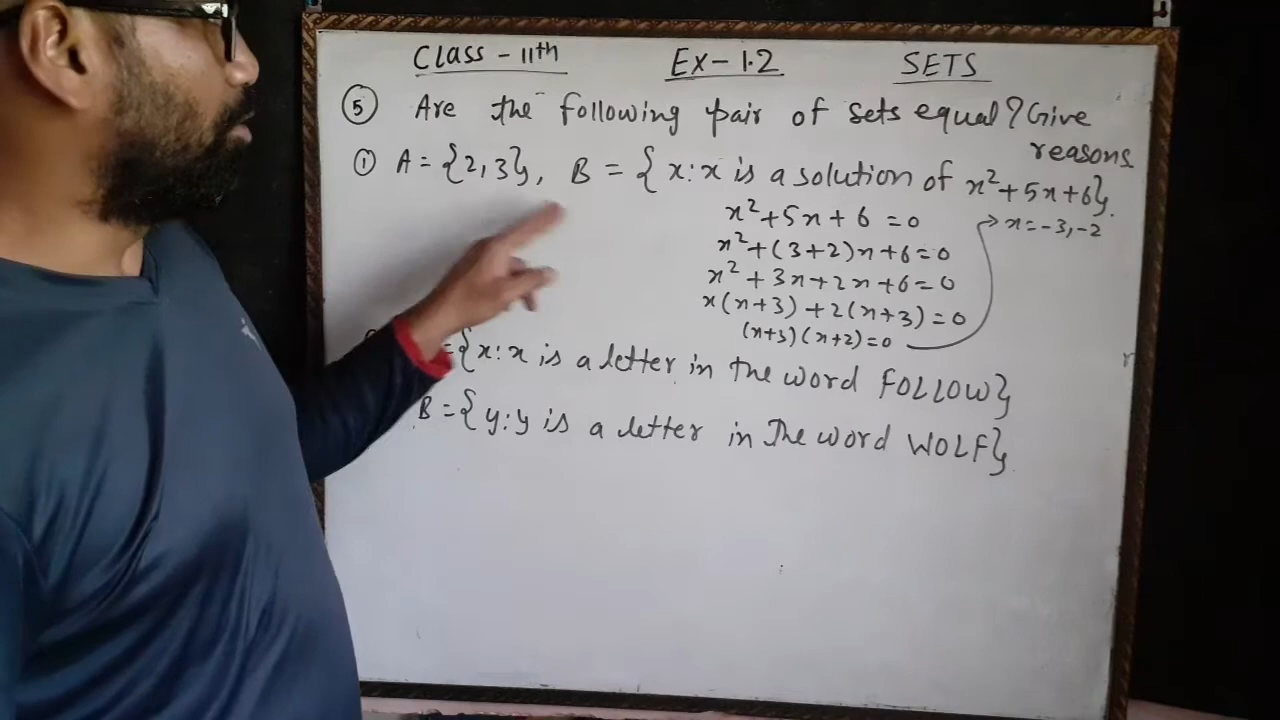 Class - 11th Ex-1.2 SETS
⑤ Are the following pair of sets equal? Give reasons
① A = {2,3}, B = {x:x is a solution of x²+5x+6}.
x²+5x+6 =0
→ x=-3,-2
x²+(3+2)x+6=0
x²+3x+2x+6=0
x(x+3)+2(x+3)=0
(x+3)(x+2)=0
={x:x is a letter in the word FOLLOW}
B={y:y is a letter in The word WOLF}